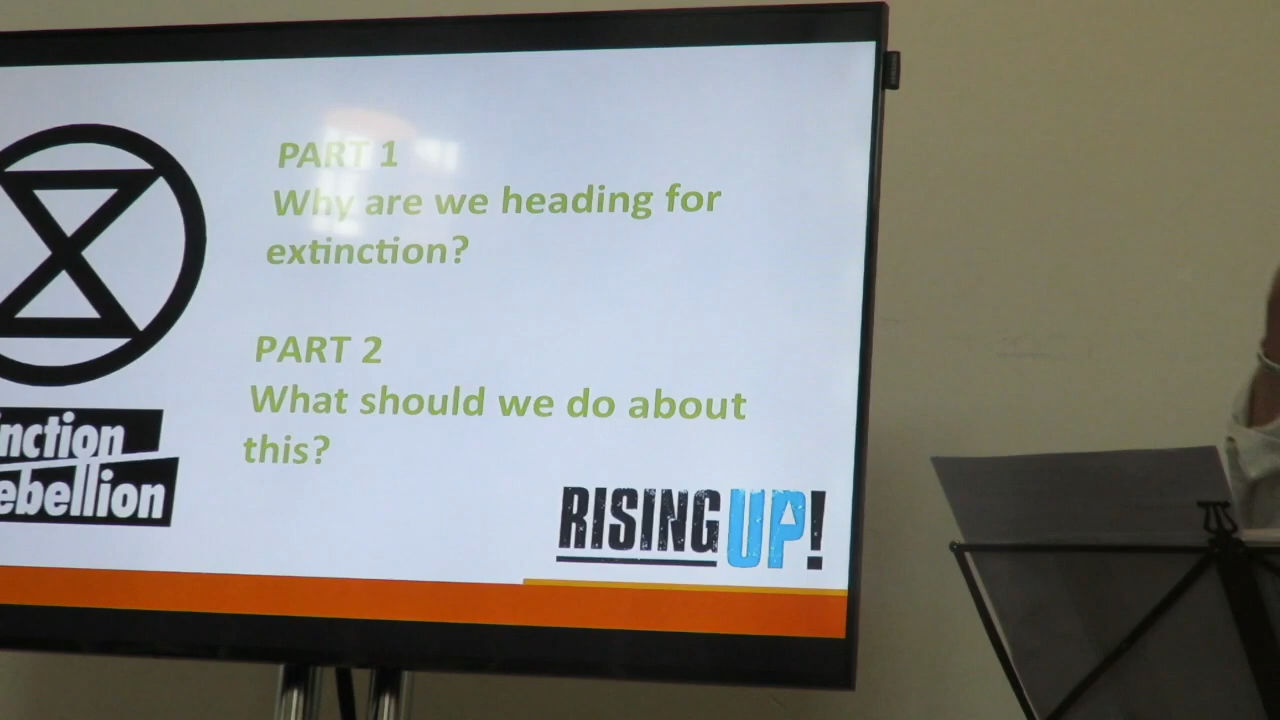 PART 1
Why are we heading for
extinction?
PART 2
What should we do about
this?
nction
ebellion
RISING UP!